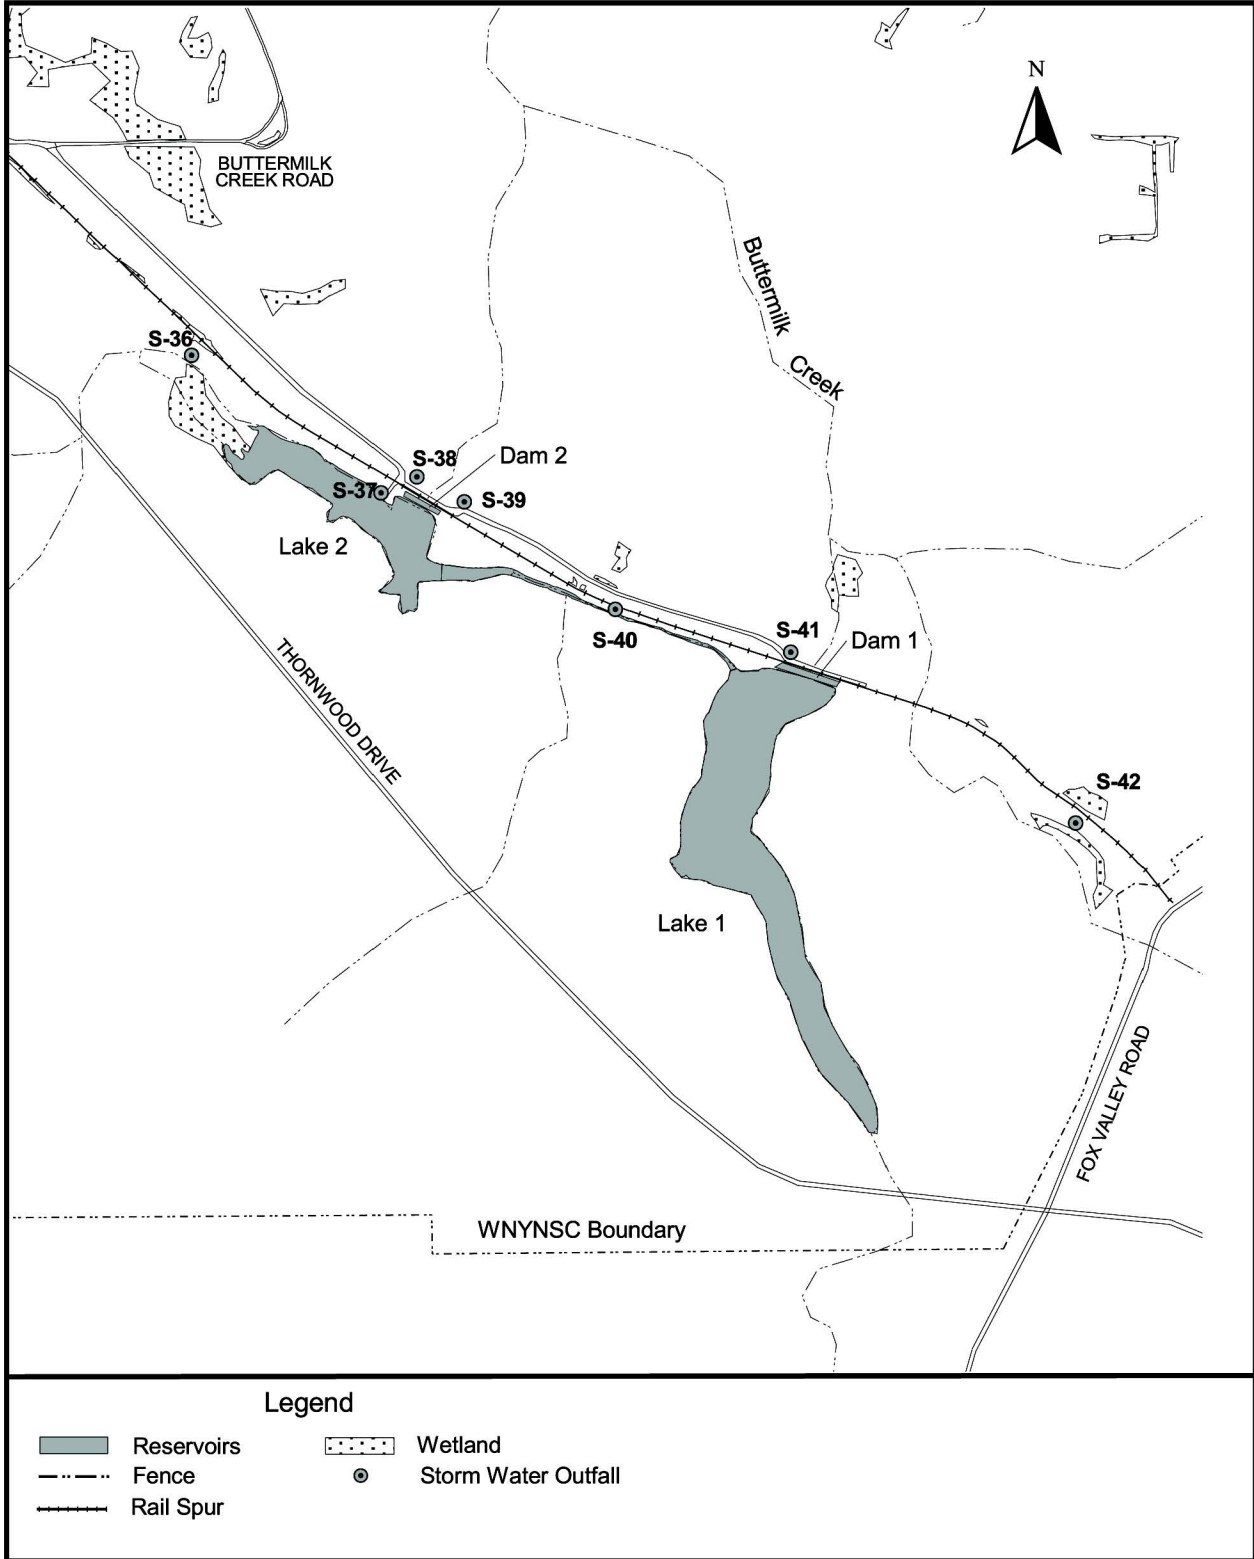 N
BUTTERMILK
CREEK ROAD
Buttermilk
Creek
S-36
S-38
Dam 2
S-37
S-39
Lake 2
S-40
S-41
Dam 1
THORNWOOD DRIVE
S-42
Lake 1
FOX VALLEY ROAD
WNYNSC Boundary
Legend
Reservoirs
Wetland
Fence
Storm Water Outfall
Rail Spur